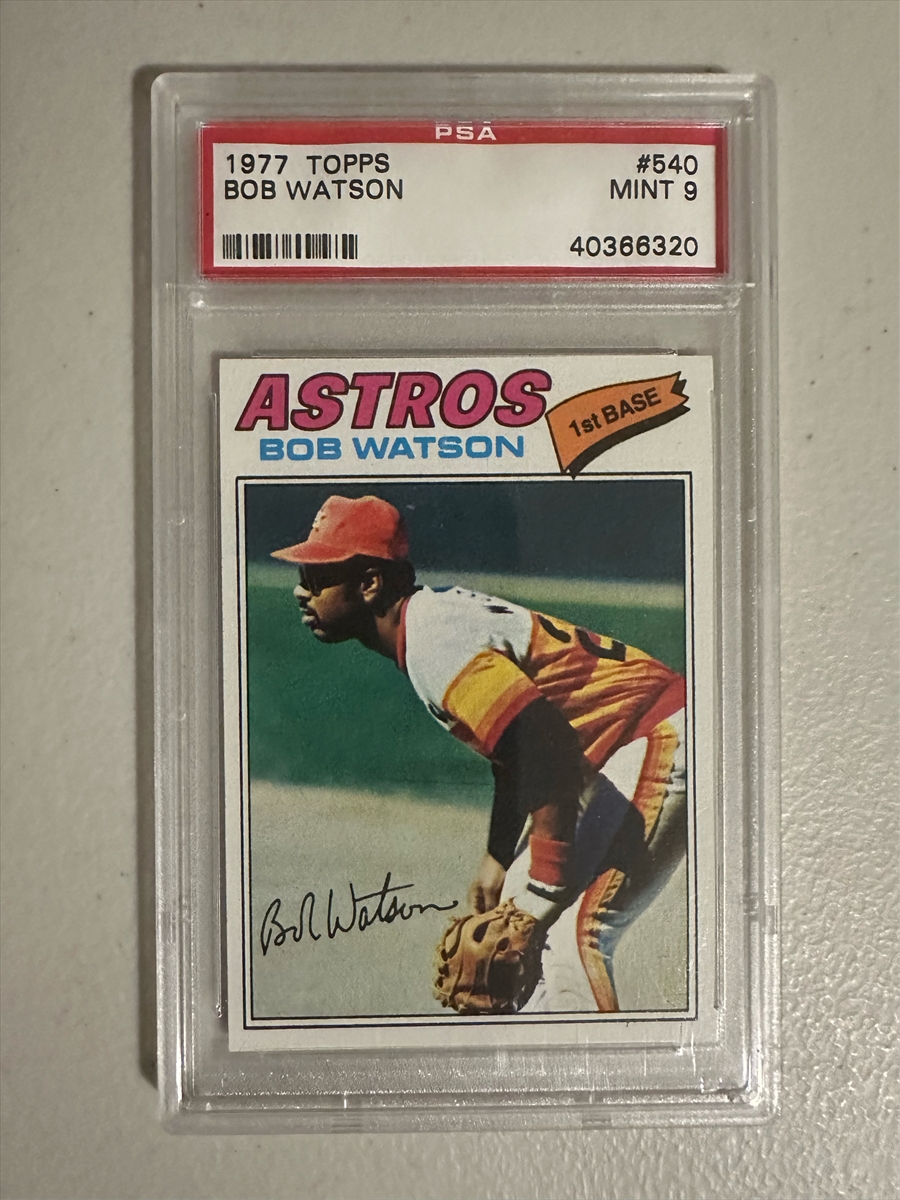 PSA
1977 TOPPS #540
BOB WATSON MINT 9
40366320
ASTROS
1st BASE
BOB WATSON
Bob Watson